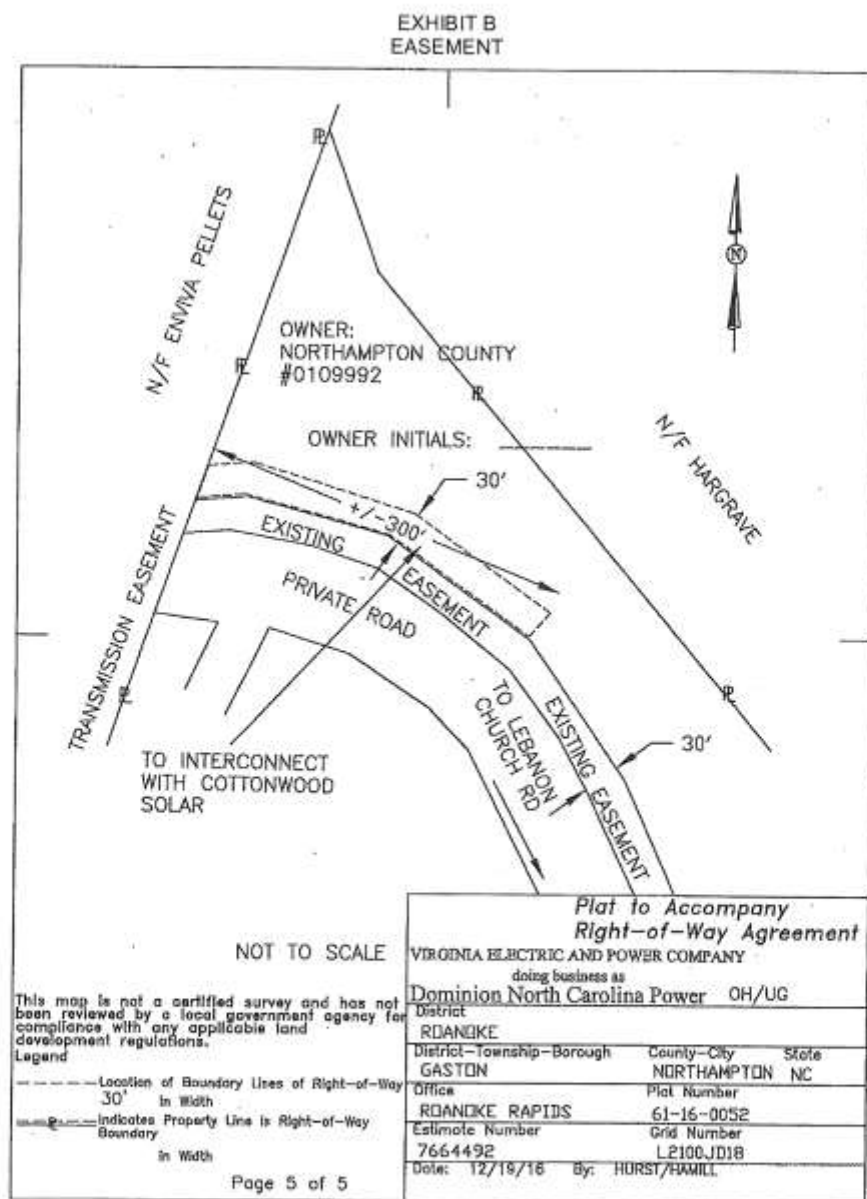 EXHIBIT B
EASEMENT
PL
N/F ENVIVA PELLETS
N
OWNER:
NORTHAMPTON COUNTY
#0109992
PL
PL
OWNER INITIALS:
N/F HARGRAVE
30'
+/-300'
EXISTING
EASEMENT
PRIVATE ROAD
TRANSMISSION EASEMENT
PL
PL
TO LEBANON
CHURCH RD
EXISTING EASEMENT
30'
TO INTERCONNECT
WITH COTTONWOOD
SOLAR
NOT TO SCALE
This map is not a certified survey and has not
been reviewed by a local government agency for
compliance with any applicable land
development regulations.
Legend
Location of Boundary Lines of Right-of-Way
30' In Width
PL Indicates Property Line is Right-of-Way
Boundary
In Width
Page 5 of 5
Plat to Accompany
Right-of-Way Agreement
VIRGINIA ELECTRIC AND POWER COMPANY
doing business as
Dominion North Carolina Power OH/UG
District
ROANOKE
District-Township-Borough County-City State
GASTON NORTHAMPTON NC
Office Plat Number
ROANOKE RAPIDS 61-16-0052
Estimate Number Grid Number
7664492 L2100JD18
Date: 12/19/16 By: HURST/HAMILL